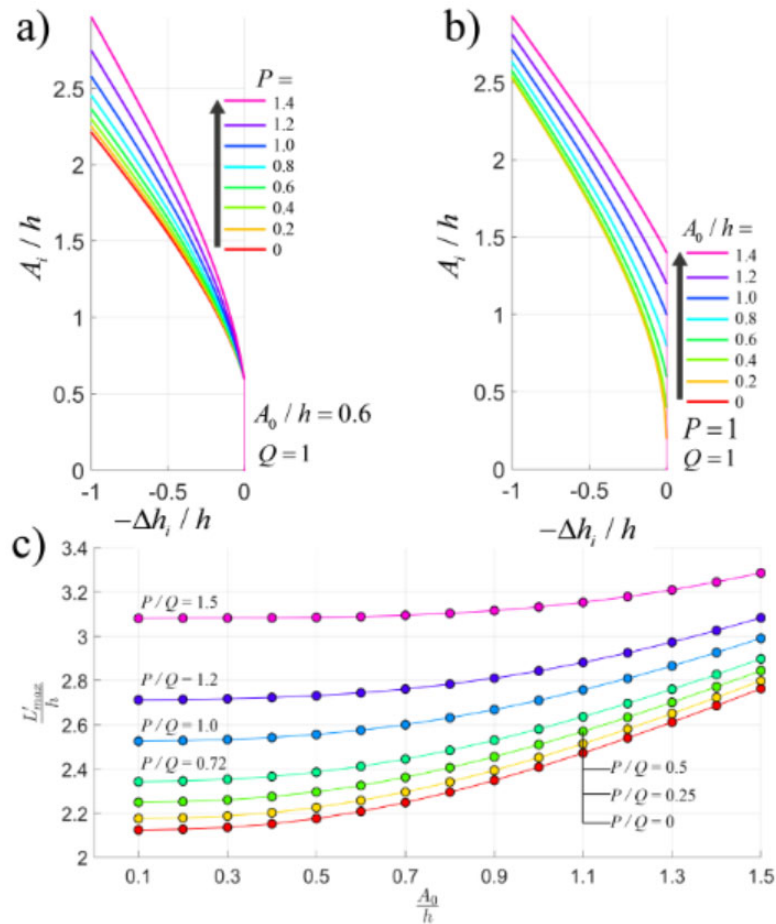 a)
P =
1.4
1.2
1.0
0.8
0.6
0.4
0.2
0
A₀ / h = 0.6
Q = 1
2.5
2
1.5
1
0.5
0
-1
-0.5
0
A_i / h
−Δh_i / h
b)
A₀ / h =
1.4
1.2
1.0
0.8
0.6
0.4
0.2
0
P = 1
Q = 1
2.5
2
1.5
1
0.5
0
-1
-0.5
0
A_i / h
−Δh_i / h
c)
3.4
3.2
3
2.8
2.6
2.4
2.2
2
L'_maz / h
P / Q = 1.5
P / Q = 1.2
P / Q = 1.0
P / Q = 0.72
P / Q = 0.5
P / Q = 0.25
P / Q = 0
0.1
0.3
0.5
0.7
0.9
1.1
1.3
1.5
A₀ / h